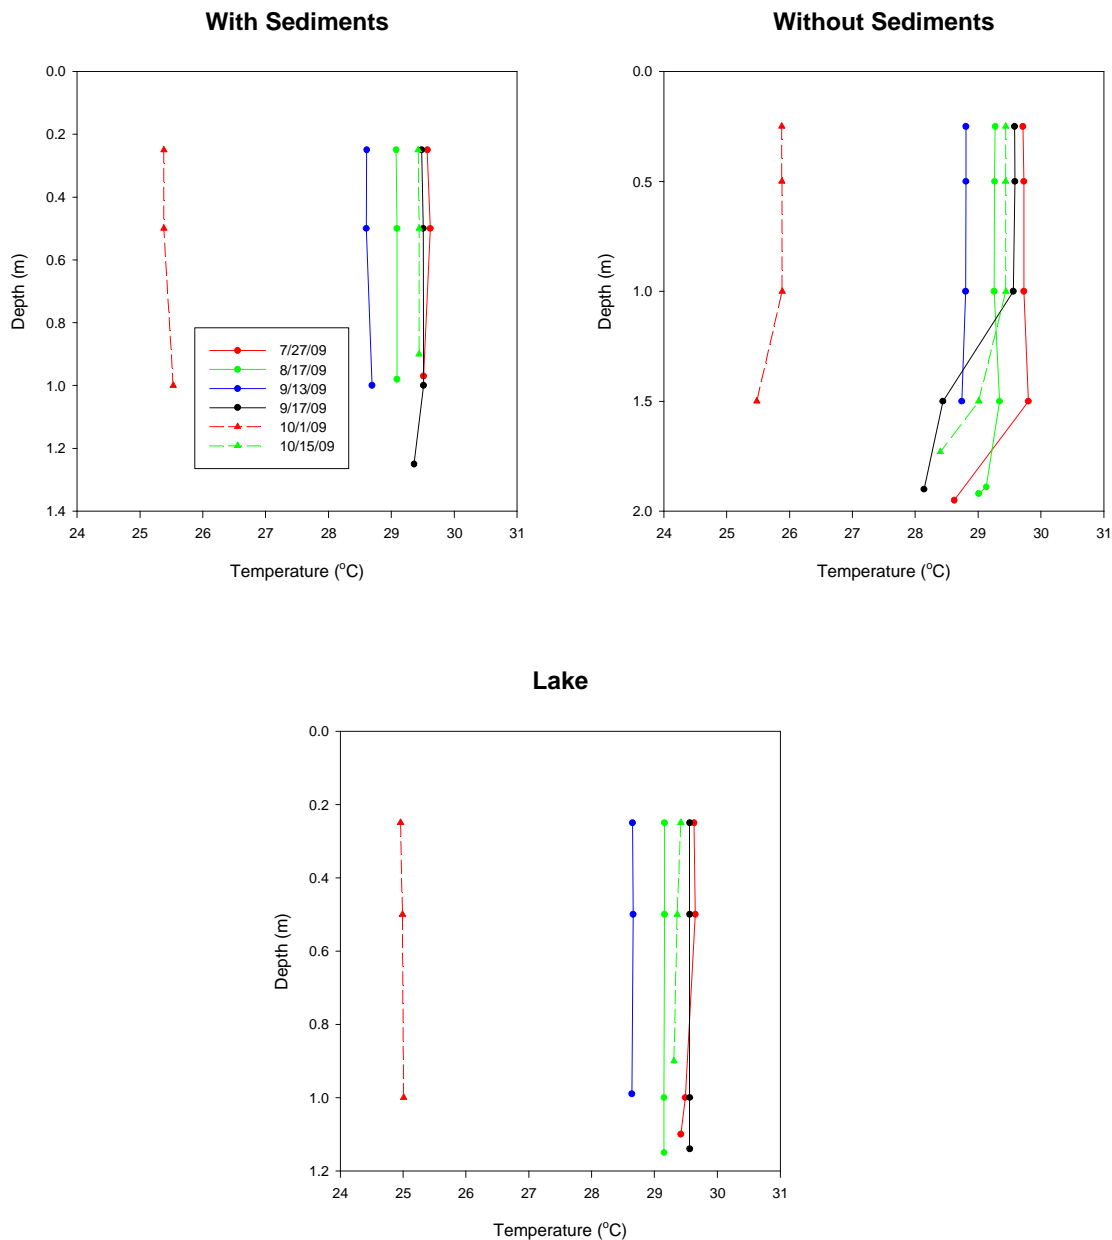 With Sediments
Without Sediments
0.0
0.2
0.4
0.6
0.8
1.0
1.2
1.4
Depth (m)
7/27/09
8/17/09
9/13/09
9/17/09
10/1/09
10/15/09
24 25 26 27 28 29 30 31
Temperature (°C)
0.0
0.5
1.0
1.5
2.0
Depth (m)
24 25 26 27 28 29 30 31
Temperature (°C)
Lake
0.0
0.2
0.4
0.6
0.8
1.0
1.2
Depth (m)
24 25 26 27 28 29 30 31
Temperature (°C)